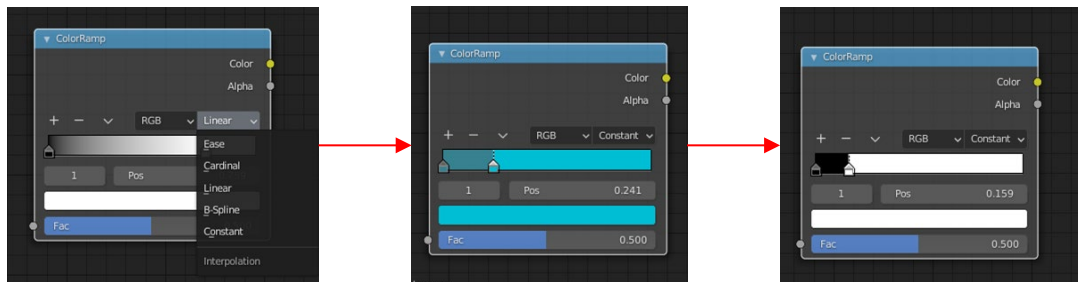 ColorRamp
Color
Alpha
+ − RGB Linear
Ease
Cardinal
Linear
B-Spline
Constant
Interpolation
1 Pos
Fac
ColorRamp
Color
Alpha
+ − RGB Constant
1 Pos 0.241
Fac 0.500
ColorRamp
Color
Alpha
+ − RGB Constant
1 Pos 0.159
Fac 0.500